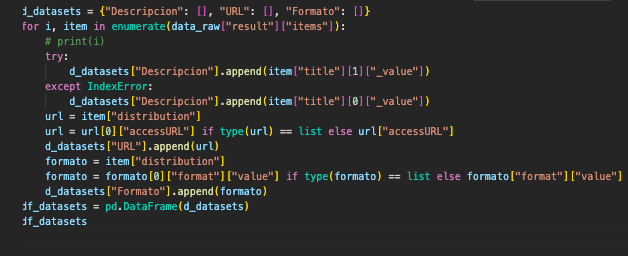 d_datasets = {"Descripcion": [], "URL": [], "Formato": []}
for i, item in enumerate(data_raw["result"]["items"]):
    # print(i)
    try:
        d_datasets["Descripcion"].append(item["title"][1]["_value"])
    except IndexError:
        d_datasets["Descripcion"].append(item["title"][0]["_value"])
    url = item["distribution"]
    url = url[0]["accessURL"] if type(url) == list else url["accessURL"]
    d_datasets["URL"].append(url)
    formato = item["distribution"]
    formato = formato[0]["format"]["value"] if type(formato) == list else formato["format"]["value"]
    d_datasets["Formato"].append(formato)
df_datasets = pd.DataFrame(d_datasets)
df_datasets